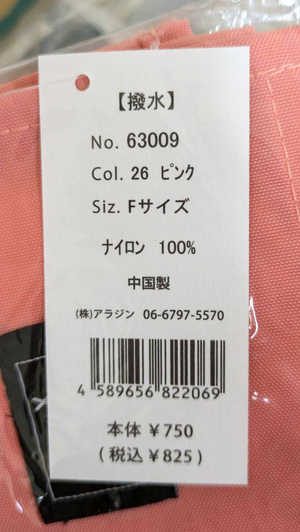 【撥水】
No. 63009
Col. 26 ピンク
Siz. Fサイズ
ナイロン 100%
中国製
(株)アラジン 06-6797-5570
4 589656 822069
本体 ¥750
( 税込 ¥825 )